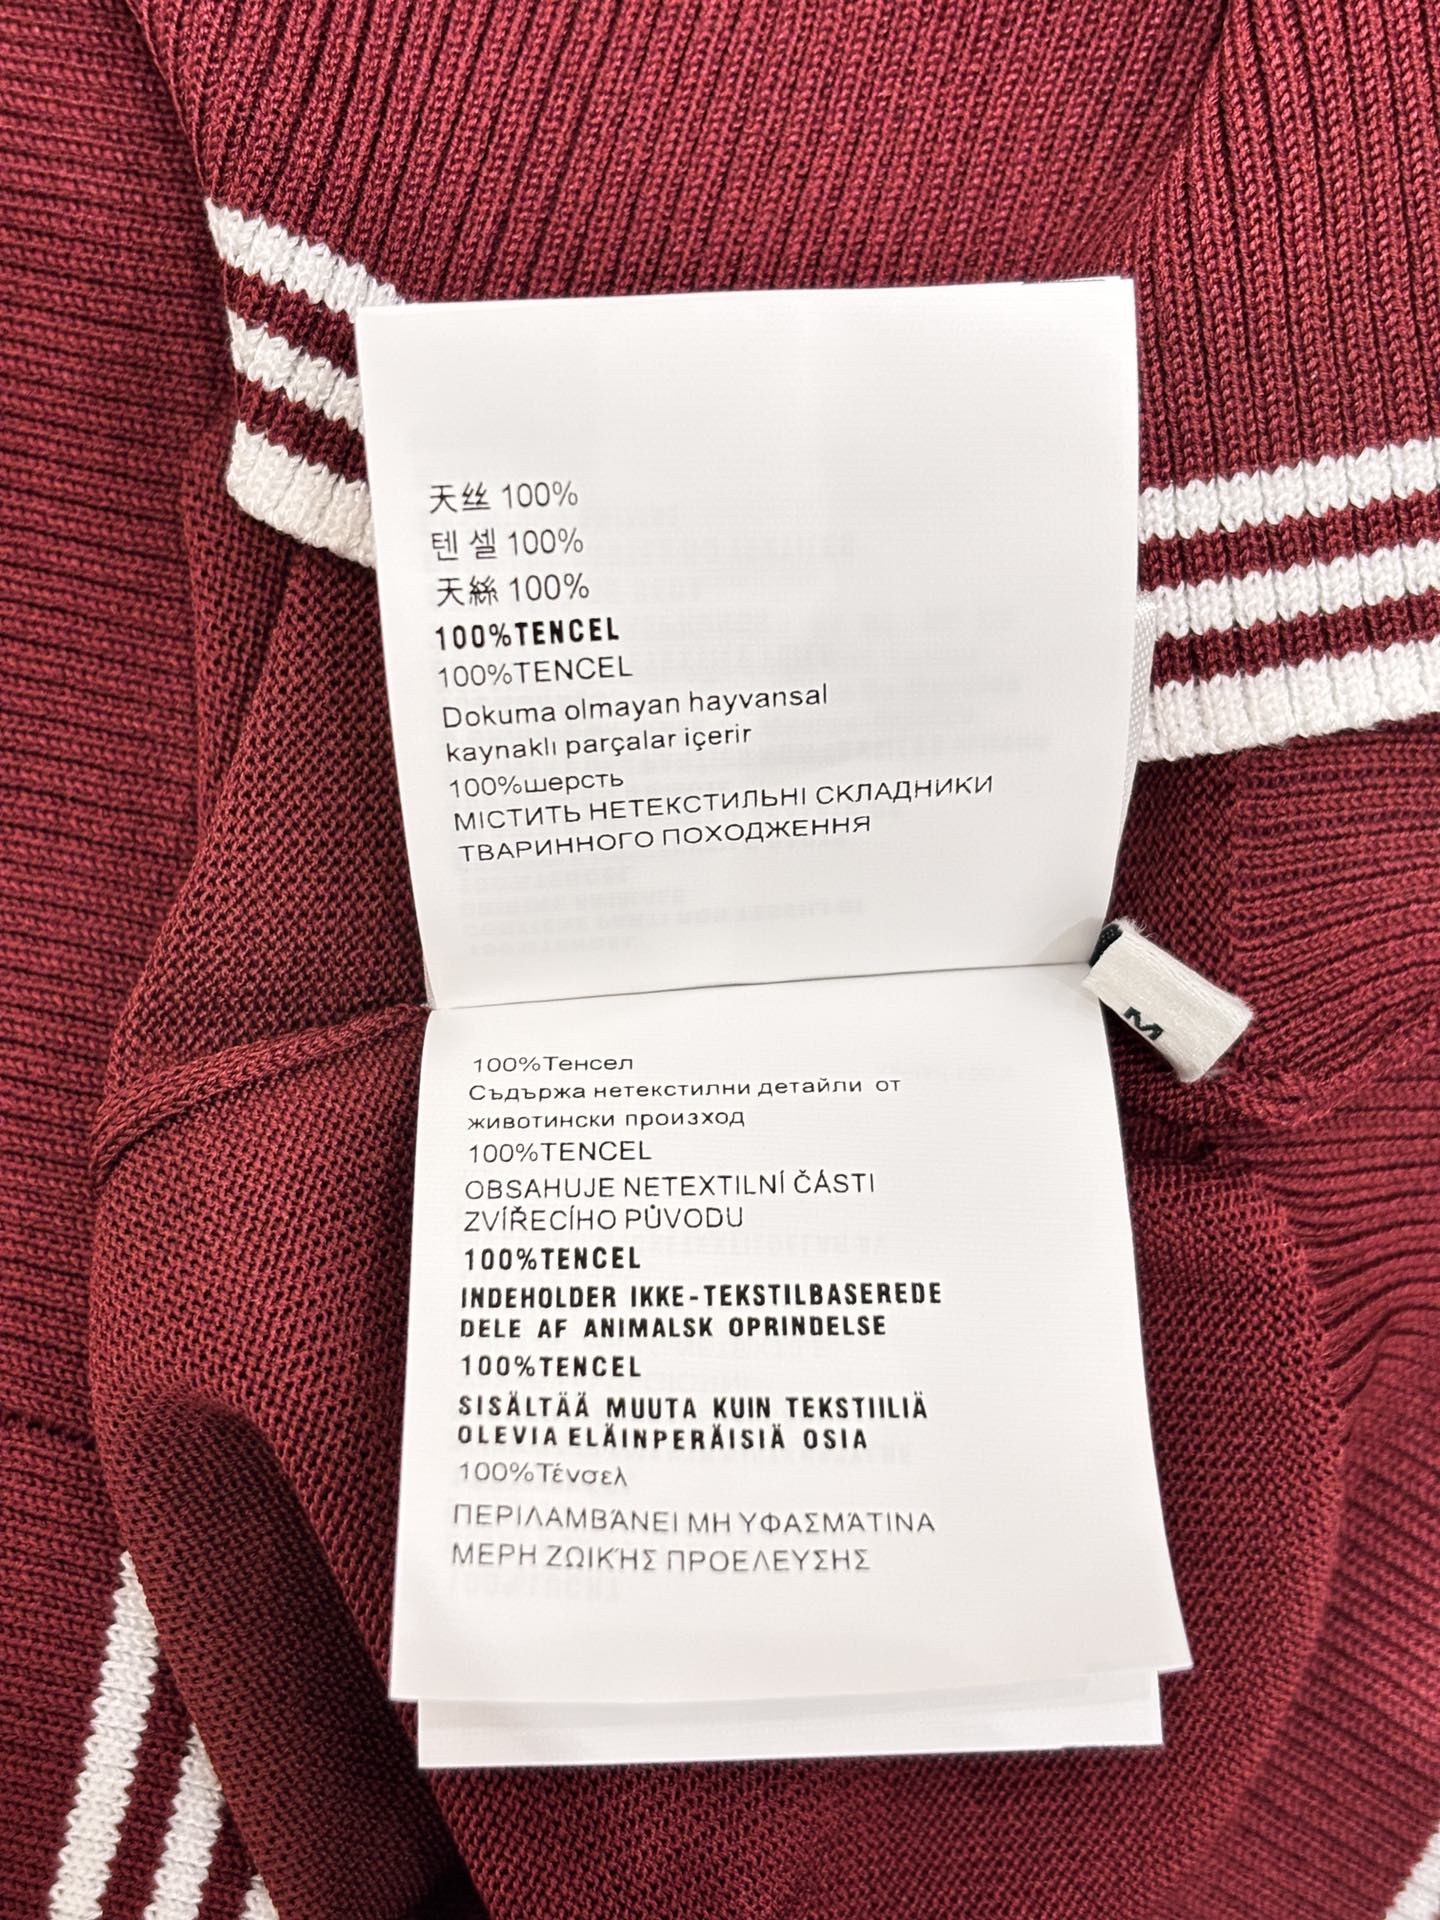 天丝 100%
텐 셀 100%
天絲 100%
100%TENCEL
100%TENCEL
Dokuma olmayan hayvansal
kaynaklı parçalar içerir
100%шерсть
МІСТИТЬ НЕТЕКСТИЛЬНІ СКЛАДНИКИ
ТВАРИННОГО ПОХОДЖЕННЯ
M
100%Тенсел
Съдържа нетекстилни детайли от
животински произход
100%TENCEL
OBSAHUJE NETEXTILNÍ ČÁSTI
ZVÍŘECÍHO PŮVODU
100%TENCEL
INDEHOLDER IKKE-TEKSTILBASEREDE
DELE AF ANIMALSK OPRINDELSE
100%TENCEL
SISÄLTÄÄ MUUTA KUIN TEKSTIILIÄ
OLEVIA ELÄINPERÄISIÄ OSIA
100%Τένσελ
ΠΕΡΙΛΑΜΒΆΝΕΙ ΜΗ ΥΦΑΣΜΆΤΙΝΑ
ΜΕΡΗ ΖΩΙΚΉΣ ΠΡΟΕΛΕΥΣΗΣ